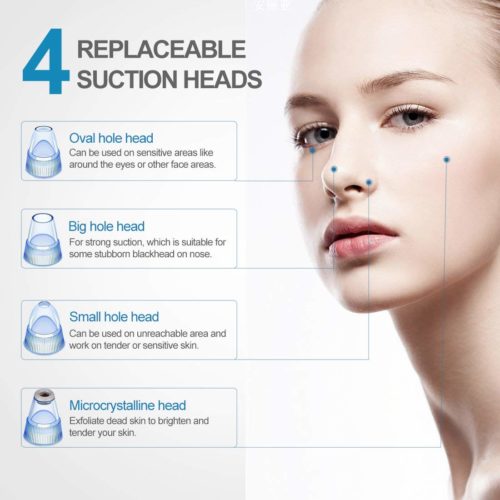 4 REPLACEABLE
SUCTION HEADS
Oval hole head
Can be used on sensitive areas like
around the eyes or other face areas.
Big hole head
For strong suction, which is suitable for
some stubborn blackhead on nose.
Small hole head
Can be used on unreachable area and
work on tender or sensitive skin.
Microcrystalline head
Exfoliate dead skin to brighten and
tender your skin.